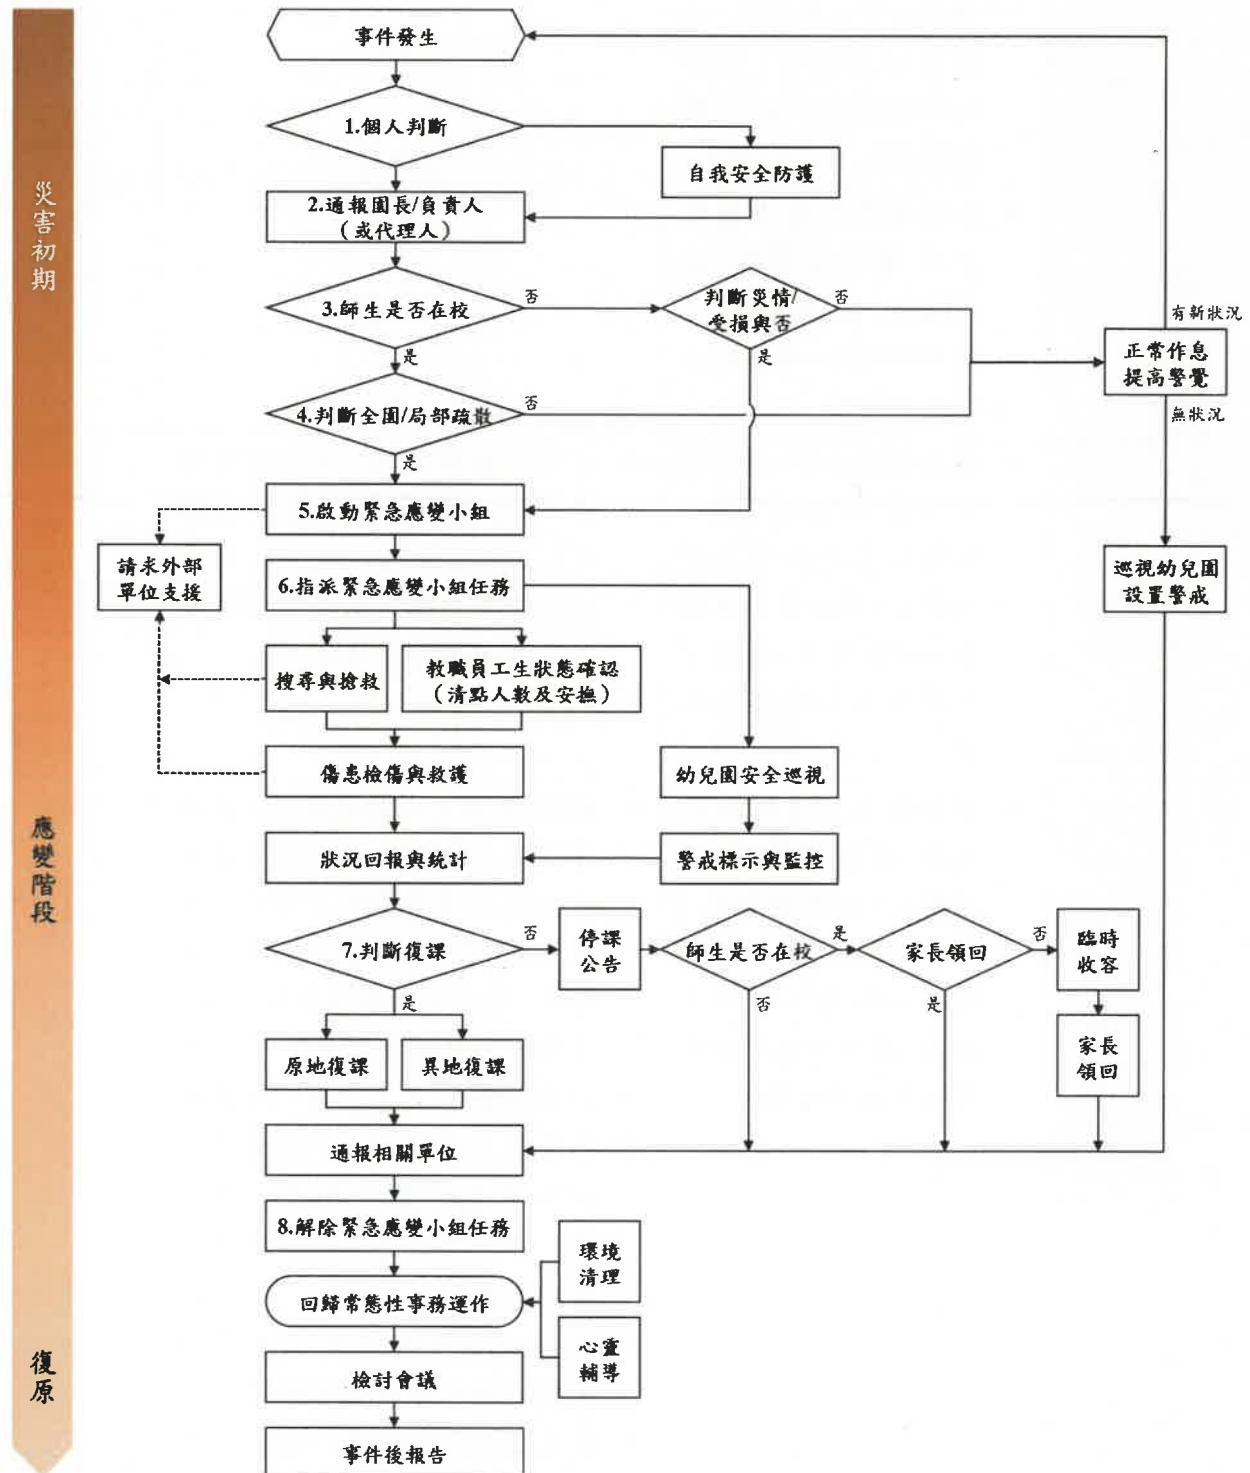 災害初期
應變階段
復原
事件發生
1.個人判斷
自我安全防護
2.通報園長/負責人
(或代理人)
3.師生是否在校
否
判斷災情/
受損與否
否
有新狀況
正常作息
提高警覺
無狀況
是
是
4.判斷全園/局部疏散
否
是
5.啟動緊急應變小組
請求外部
單位支援
6.指派緊急應變小組任務
巡視幼兒園
設置警戒
搜尋與搶救
教職員工生狀態確認
(清點人數及安撫)
傷患檢傷與救護
幼兒園安全巡視
狀況回報與統計
警戒標示與監控
7.判斷復課
否
停課
公告
師生是否在校
是
家長領回
否
臨時
收容
是
否
是
原地復課
異地復課
家長
領回
通報相關單位
8.解除緊急應變小組任務
環境
清理
回歸常態性事務運作
心靈
輔導
檢討會議
事件後報告